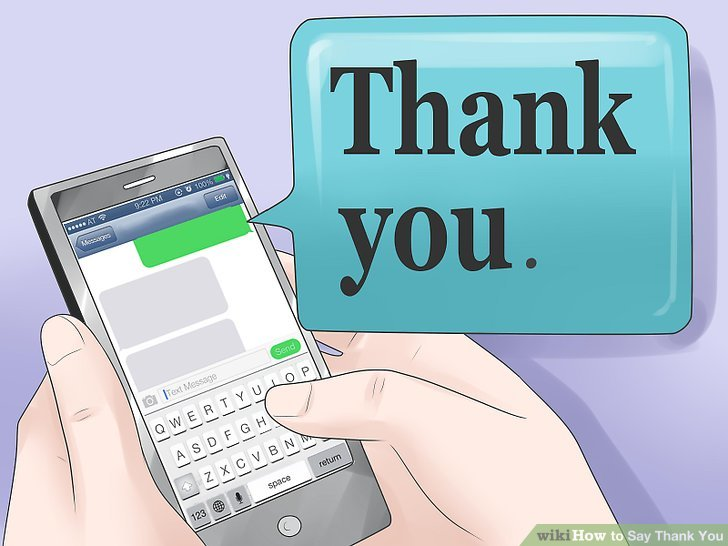 Thank
you.
AT 9:22 PM 100%
Messages Edit
Text Message Send
Q W E R T Y U I O P
A S D F G H
Z X C V B N M
123 space return
wikiHow to Say Thank You